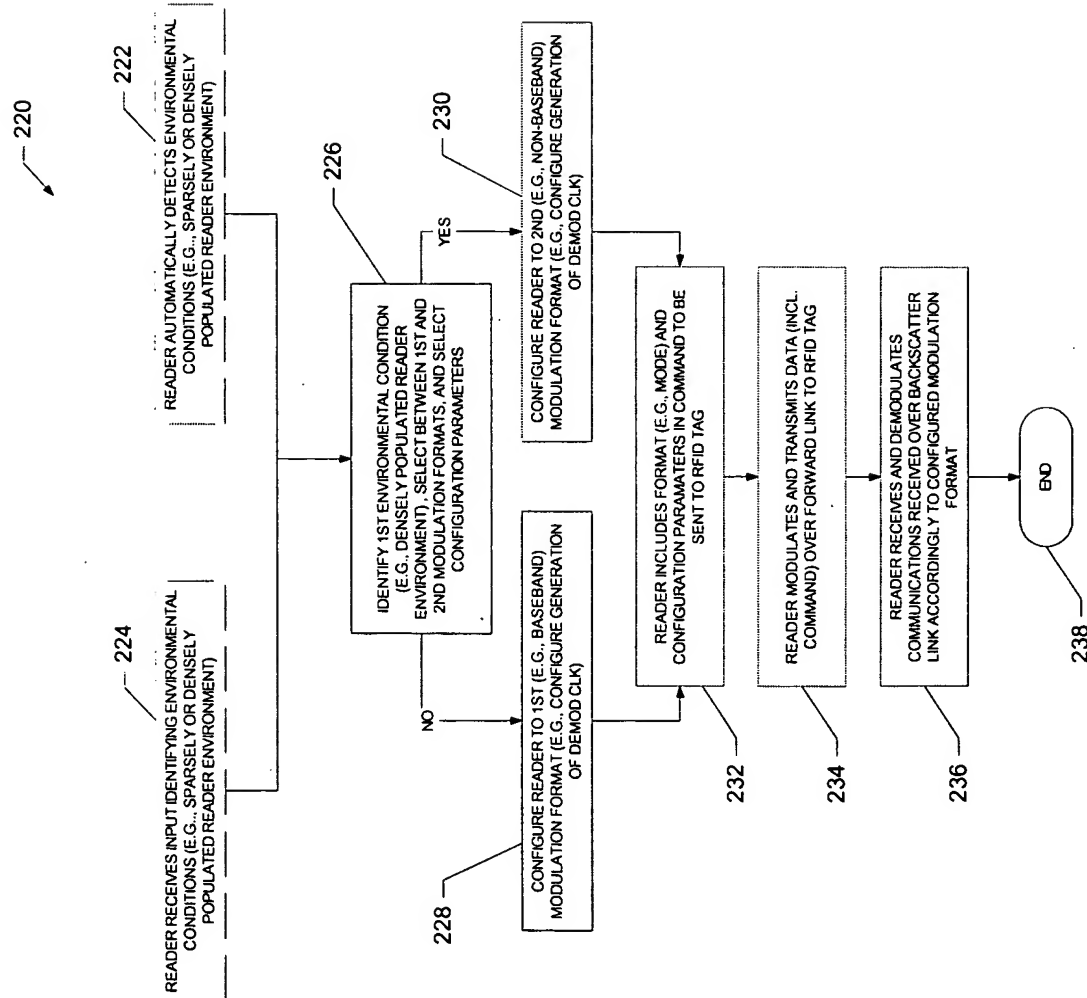 220
224
READER RECEIVES INPUT IDENTIFYING ENVIRONMENTAL
CONDITIONS (E.G.., SPARSELY OR DENSELY
POPULATED READER ENVIRONMENT)
222
READER AUTOMATICALLY DETECTS ENVIRONMENTAL
CONDITIONS (E.G.., SPARSELY OR DENSELY
POPULATED READER ENVIRONMENT)
226
IDENTIFY 1ST ENVIRONMENTAL CONDITION
(E.G., DENSELY POPULATED READER
ENVIRONMENT), SELECT BETWEEN 1ST AND
2ND MODULATION FORMATS, AND SELECT
CONFIGURATION PARAMETERS
NO
YES
228
CONFIGURE READER TO 1ST (E.G., BASEBAND)
MODULATION FORMAT (E.G., CONFIGURE GENERATION
OF DEMOD CLK)
230
CONFIGURE READER TO 2ND (E.G., NON-BASEBAND)
MODULATION FORMAT (E.G., CONFIGURE GENERATION
OF DEMOD CLK)
READER INCLUDES FORMAT (E.G., MODE) AND
CONFIGURATION PARAMATERS IN COMMAND TO BE
SENT TO RFID TAG
232
READER MODULATES AND TRANSMITS DATA (INCL.
COMMAND) OVER FORWARD LINK TO RFID TAG
234
READER RECEIVES AND DEMODULATES
COMMUNICATIONS RECEIVED OVER BACKSCATTER
LINK ACCORDINGLY TO CONFIGURED MODULATION
FORMAT
236
END
238